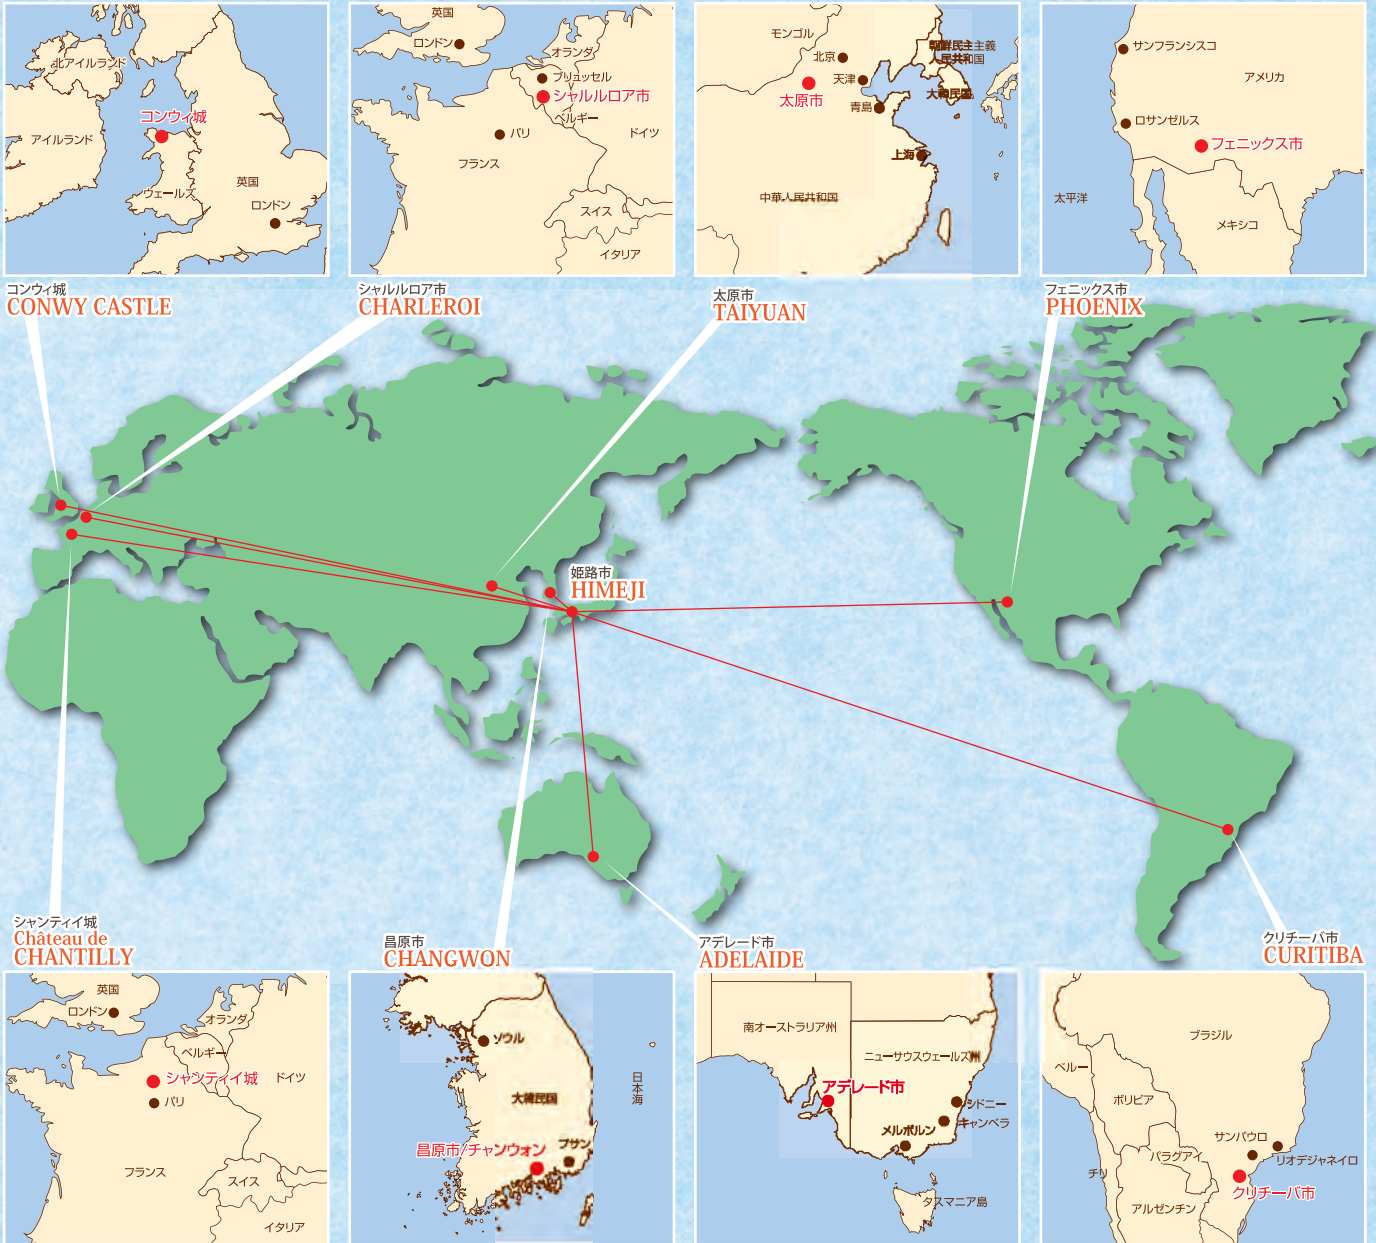 北アイルランド
コンウィ城
アイルランド
英国
ウェールズ
ロンドン
英国
ロンドン
オランダ
ブリュッセル
シャルルロア市
ベルギー
パリ
ドイツ
フランス
スイス
イタリア
モンゴル
朝鮮民主主義
人民共和国
北京
天津
太原市
大韓民国
青島
上海
中華人民共和国
サンフランシスコ
アメリカ
ロサンゼルス
フェニックス市
太平洋
メキシコ
コンウィ城
CONWY CASTLE
シャルルロア市
CHARLEROI
太原市
TAIYUAN
フェニックス市
PHOENIX
姫路市
HIMEJI
シャンティイ城
Château de
CHANTILLY
昌原市
CHANGWON
アデレード市
ADELAIDE
クリチーバ市
CURITIBA
英国
ロンドン
オランダ
ベルギー
シャンティイ城
ドイツ
パリ
フランス
スイス
イタリア
ソウル
日本海
大韓民国
プサン
昌原市/チャンウォン
南オーストラリア州
ニューサウスウェールズ州
アデレード市
シドニー
キャンベラ
メルボルン
タスマニア島
ブラジル
ペルー
ボリビア
サンパウロ
パラグアイ
リオデジャネイロ
チリ
クリチーバ市
アルゼンチン